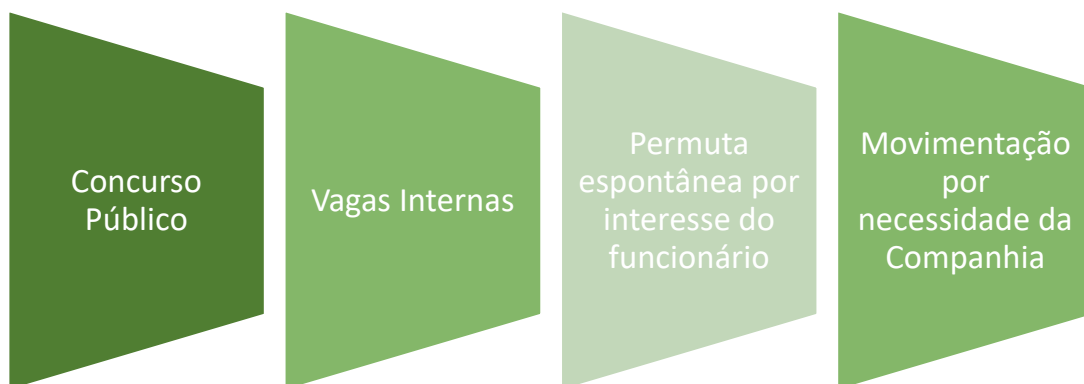 Concurso
Público
Vagas Internas
Permuta
espontânea por
interesse do
funcionário
Movimentação
por
necessidade da
Companhia